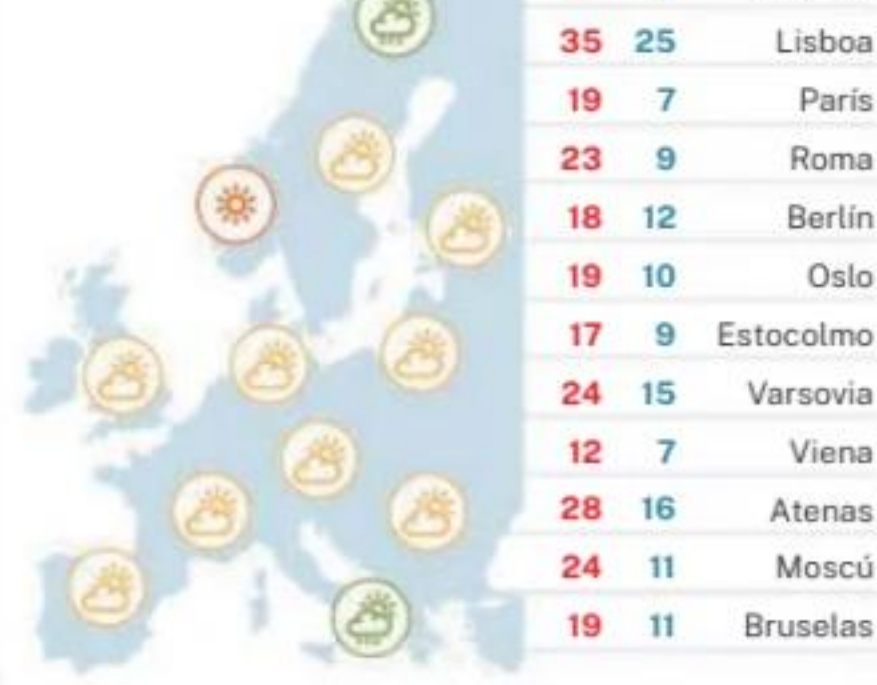 35 25 Lisboa
19 7 París
23 9 Roma
18 12 Berlín
19 10 Oslo
17 9 Estocolmo
24 15 Varsovia
12 7 Viena
28 16 Atenas
24 11 Moscú
19 11 Bruselas